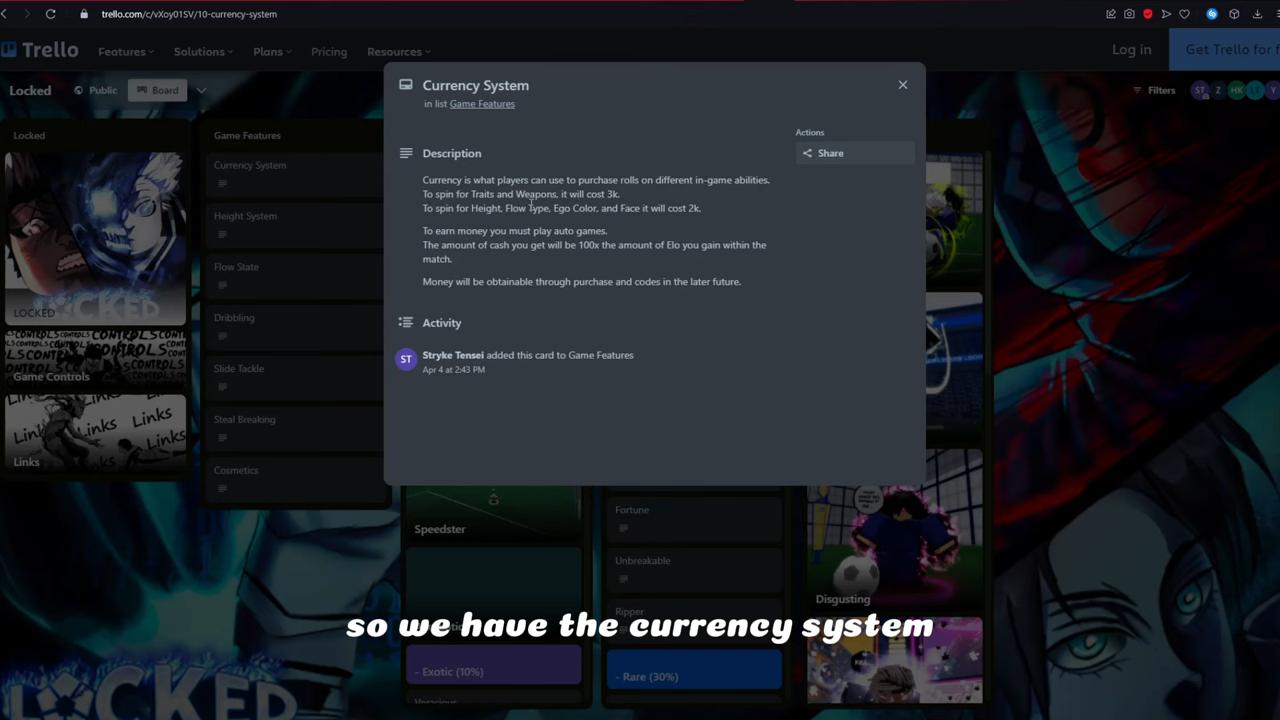 trello.com/c/vXoy01SV/10-currency-system
Trello
Features
Solutions
Plans
Pricing
Resources
Log in
Get Trello for f
Locked
Public
Board
Filters
ST
Z
HK
LT
Y
Locked
LOCKED
Game Controls
Links
Links
Links
Links
Game Features
Currency System
Height System
Flow State
Dribbling
Slide Tackle
Steal Breaking
Cosmetics
Currency System
in list Game Features
Description
Currency is what players can use to purchase rolls on different in-game abilities.
To spin for Traits and Weapons, it will cost 3k.
To spin for Height, Flow Type, Ego Color, and Face it will cost 2k.
To earn money you must play auto games.
The amount of cash you get will be 100x the amount of Elo you gain within the
match.
Money will be obtainable through purchase and codes in the later future.
Activity
ST
Stryke Tensei added this card to Game Features
Apr 4 at 2:43 PM
Actions
Share
Speedster
- Exotic (10%)
Voracious
Fortune
Unbreakable
Ripper
- Rare (30%)
Disgusting
so we have the currency system
LOCKED